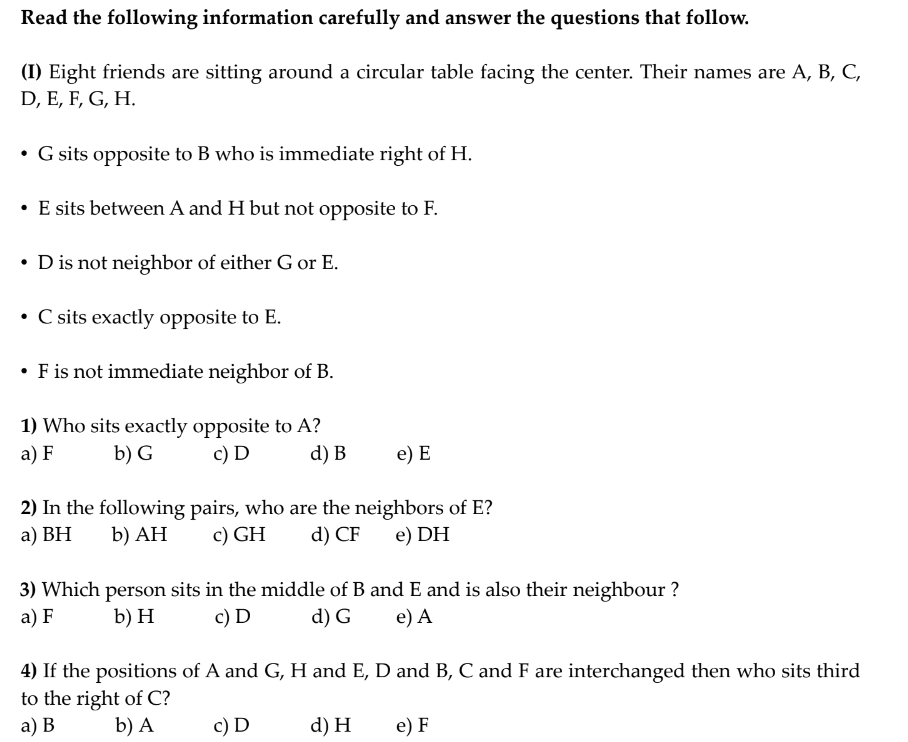 Read the following information carefully and answer the questions that follow.
(I) Eight friends are sitting around a circular table facing the center. Their names are A, B, C,
D, E, F, G, H.
• G sits opposite to B who is immediate right of H.
• E sits between A and H but not opposite to F.
• D is not neighbor of either G or E.
• C sits exactly opposite to E.
• F is not immediate neighbor of B.
1) Who sits exactly opposite to A?
a) F b) G c) D d) B e) E
2) In the following pairs, who are the neighbors of E?
a) BH b) AH c) GH d) CF e) DH
3) Which person sits in the middle of B and E and is also their neighbour ?
a) F b) H c) D d) G e) A
4) If the positions of A and G, H and E, D and B, C and F are interchanged then who sits third
to the right of C?
a) B b) A c) D d) H e) F